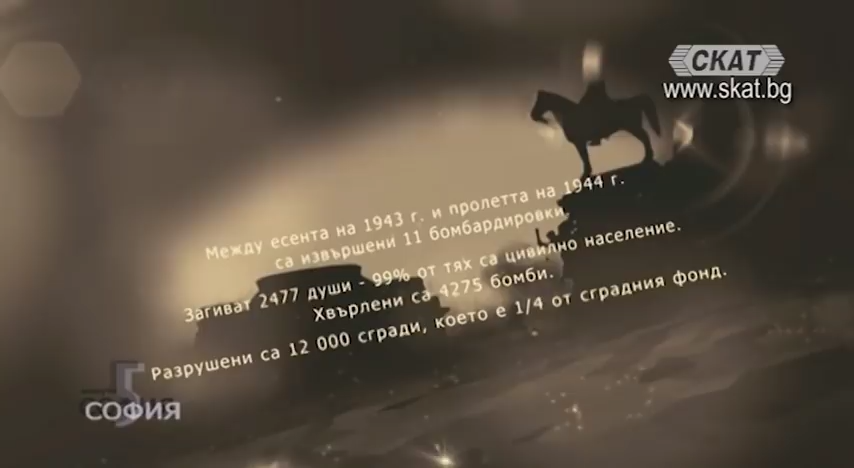 СКАТ
www.skat.bg
Между есента на 1943 г. и пролетта на 1944 г.
са извършени 11 бомбардировки.
Загиват 2477 души - 99% от тях са цивилно население.
Хвърлени са 4275 бомби.
Разрушени са 12 000 сгради, което е 1/4 от сградния фонд.
5
СОФИЯ